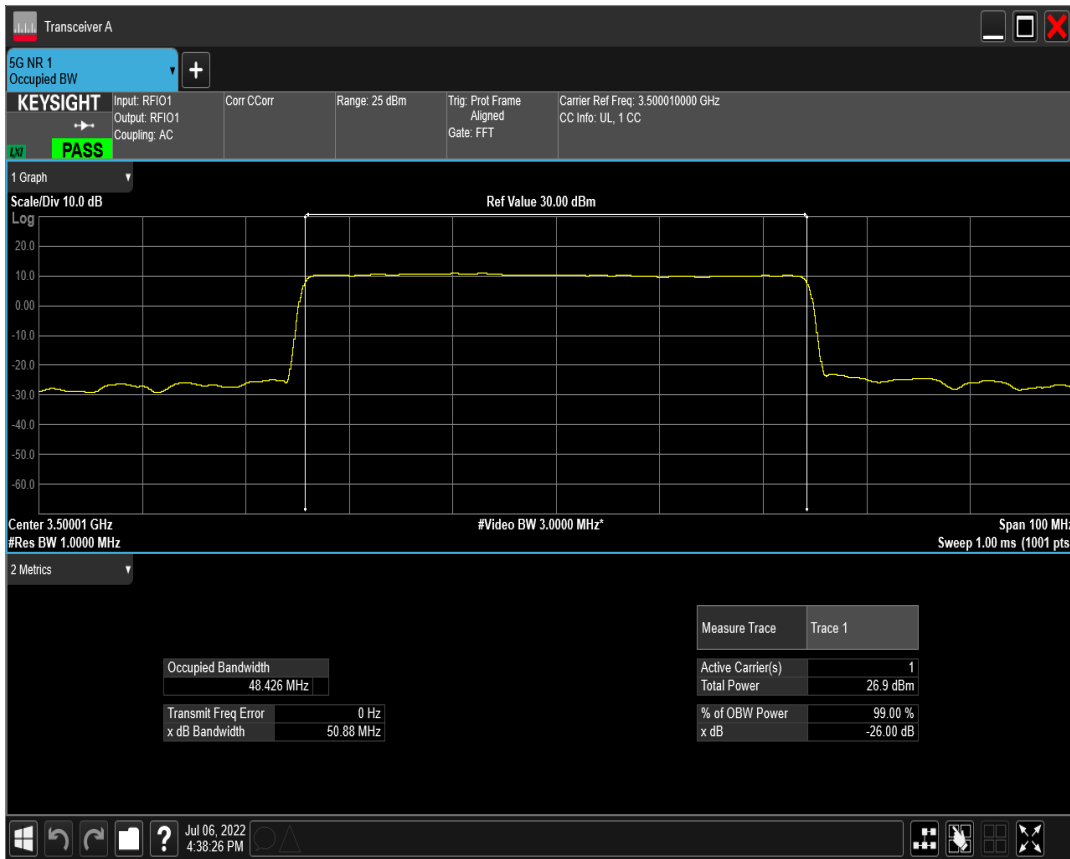 Transceiver A
5G NR 1
Occupied BW
+
KEYSIGHT
LXI
PASS
Input: RFIO1
Output: RFIO1
Coupling: AC
Corr CCorr
Range: 25 dBm
Trig: Prot Frame
Aligned
Gate: FFT
Carrier Ref Freq: 3.500010000 GHz
CC Info: UL, 1 CC
1 Graph
Scale/Div 10.0 dB
Ref Value 30.00 dBm
Log
20.0
10.0
0.00
-10.0
-20.0
-30.0
-40.0
-50.0
-60.0
Center 3.50001 GHz
#Video BW 3.0000 MHz*
Span 100 MHz
#Res BW 1.0000 MHz
Sweep 1.00 ms (1001 pts
2 Metrics
Measure Trace Trace 1
Occupied Bandwidth
48.426 MHz
Active Carrier(s) 1
Total Power 26.9 dBm
Transmit Freq Error 0 Hz
x dB Bandwidth 50.88 MHz
% of OBW Power 99.00 %
x dB -26.00 dB
?
Jul 06, 2022
4:38:26 PM